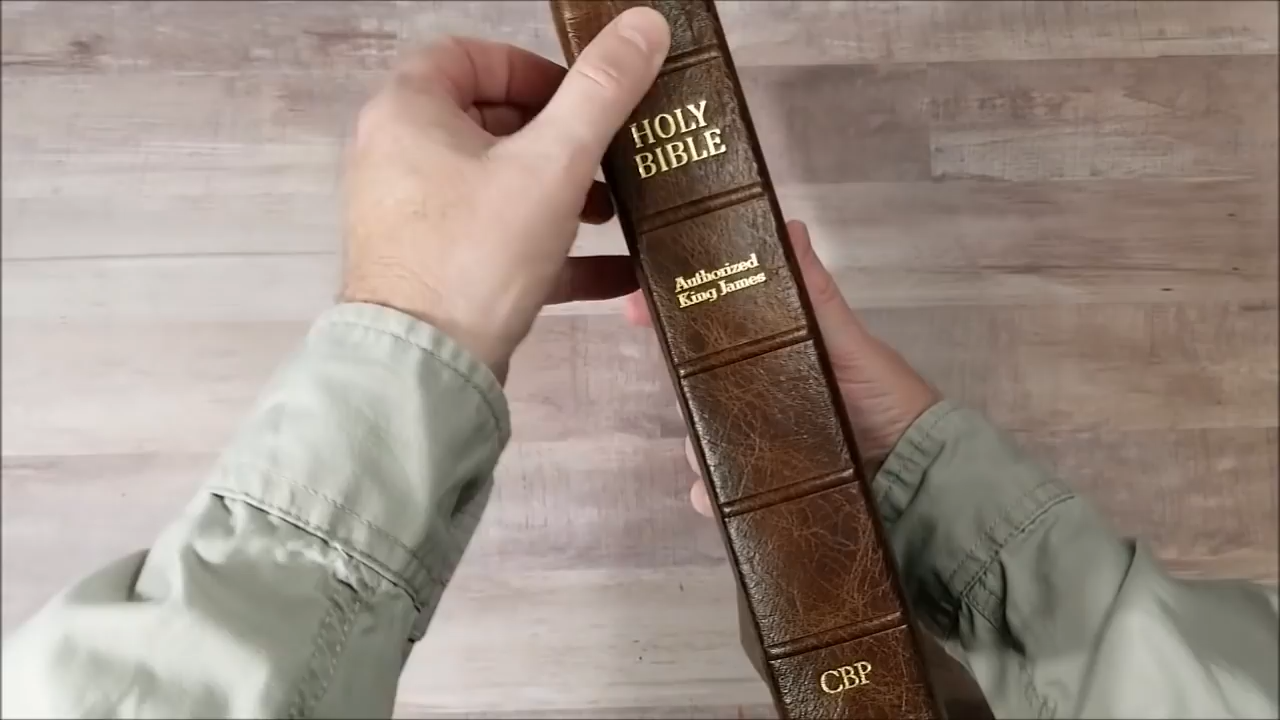 HOLY
BIBLE
Authorized
King James
CBP